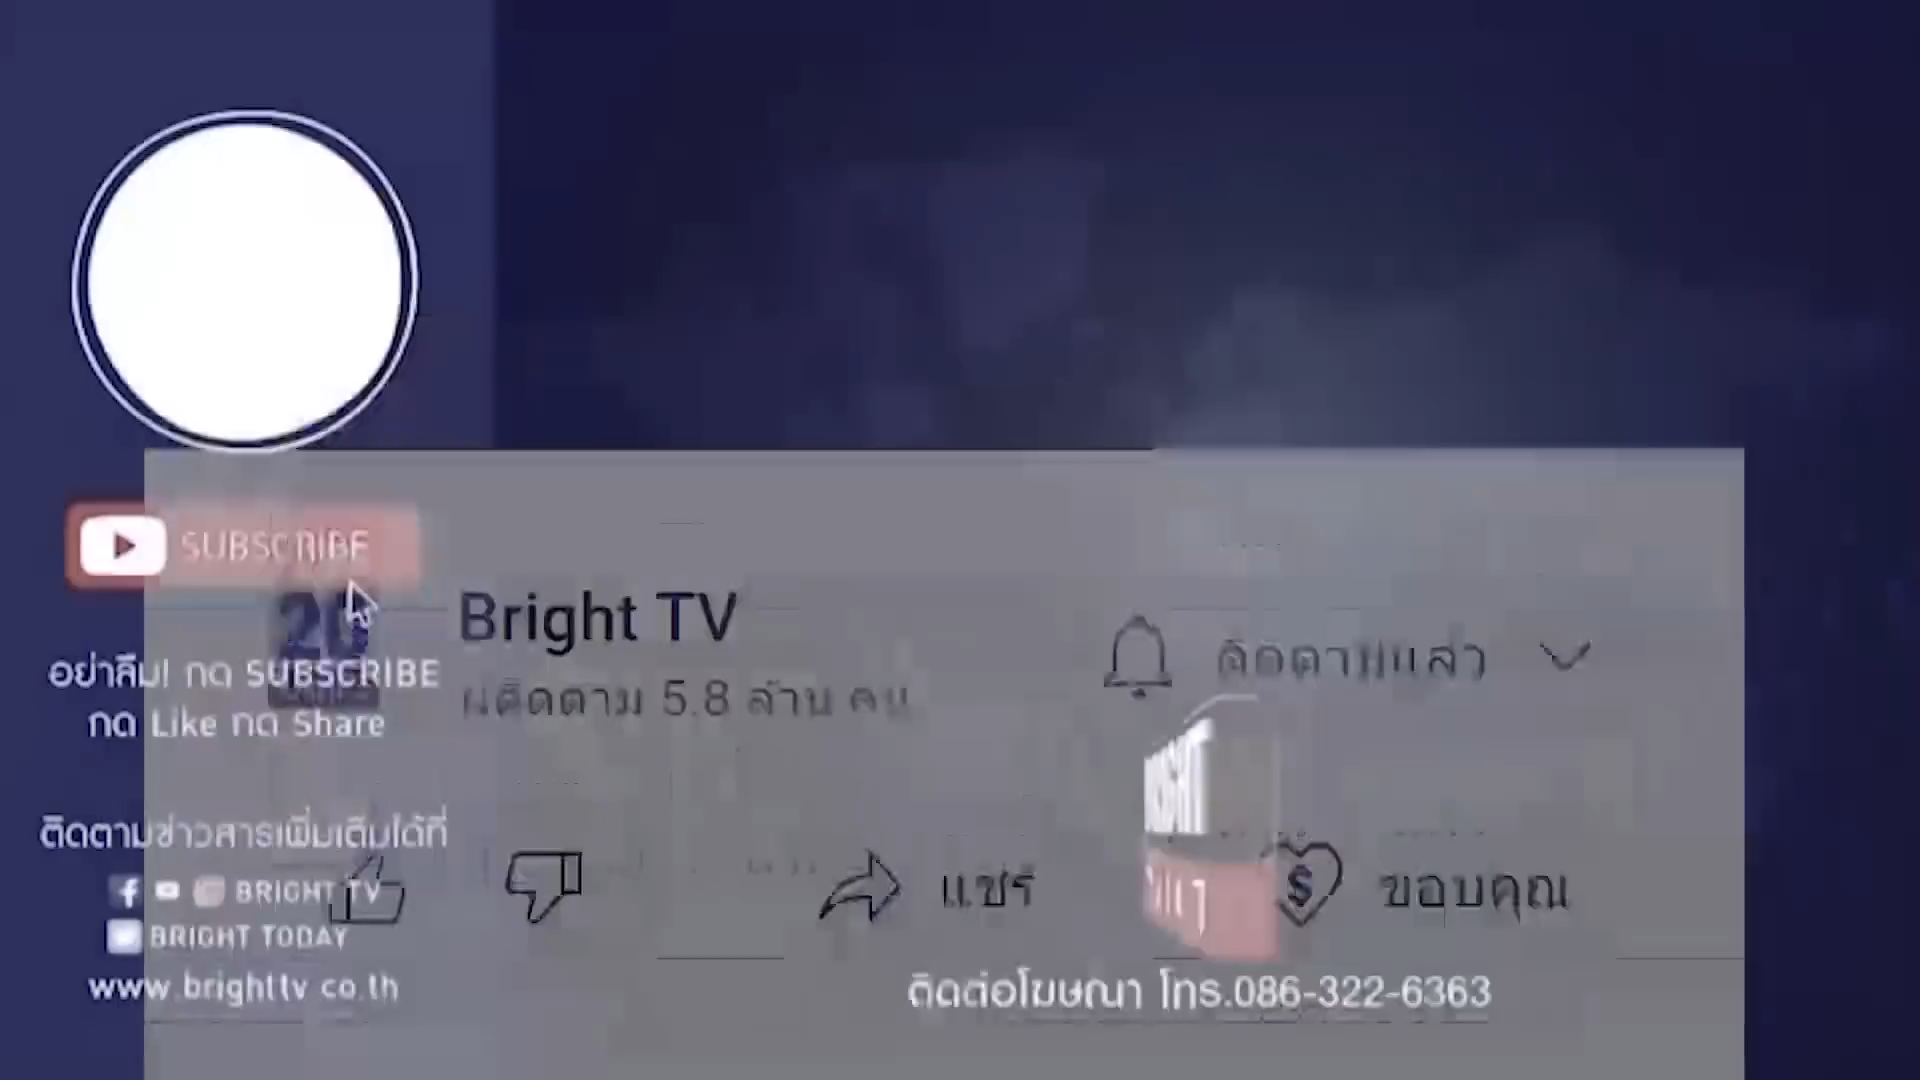 SUBSCRIBE
20
Bright TV
ผู้ติดตาม 5.8 ล้าน คน
ติดตามแล้ว
อย่าลืม! กด SUBSCRIBE
กด Like กด Share
ติดตามข่าวสารเพิ่มเติมได้ที่
แชร์
ขอบคุณ
BRIGHT TV
BRIGHT TODAY
www.brighttv.co.th
ติดต่อโฆษณา โทร.086-322-6363